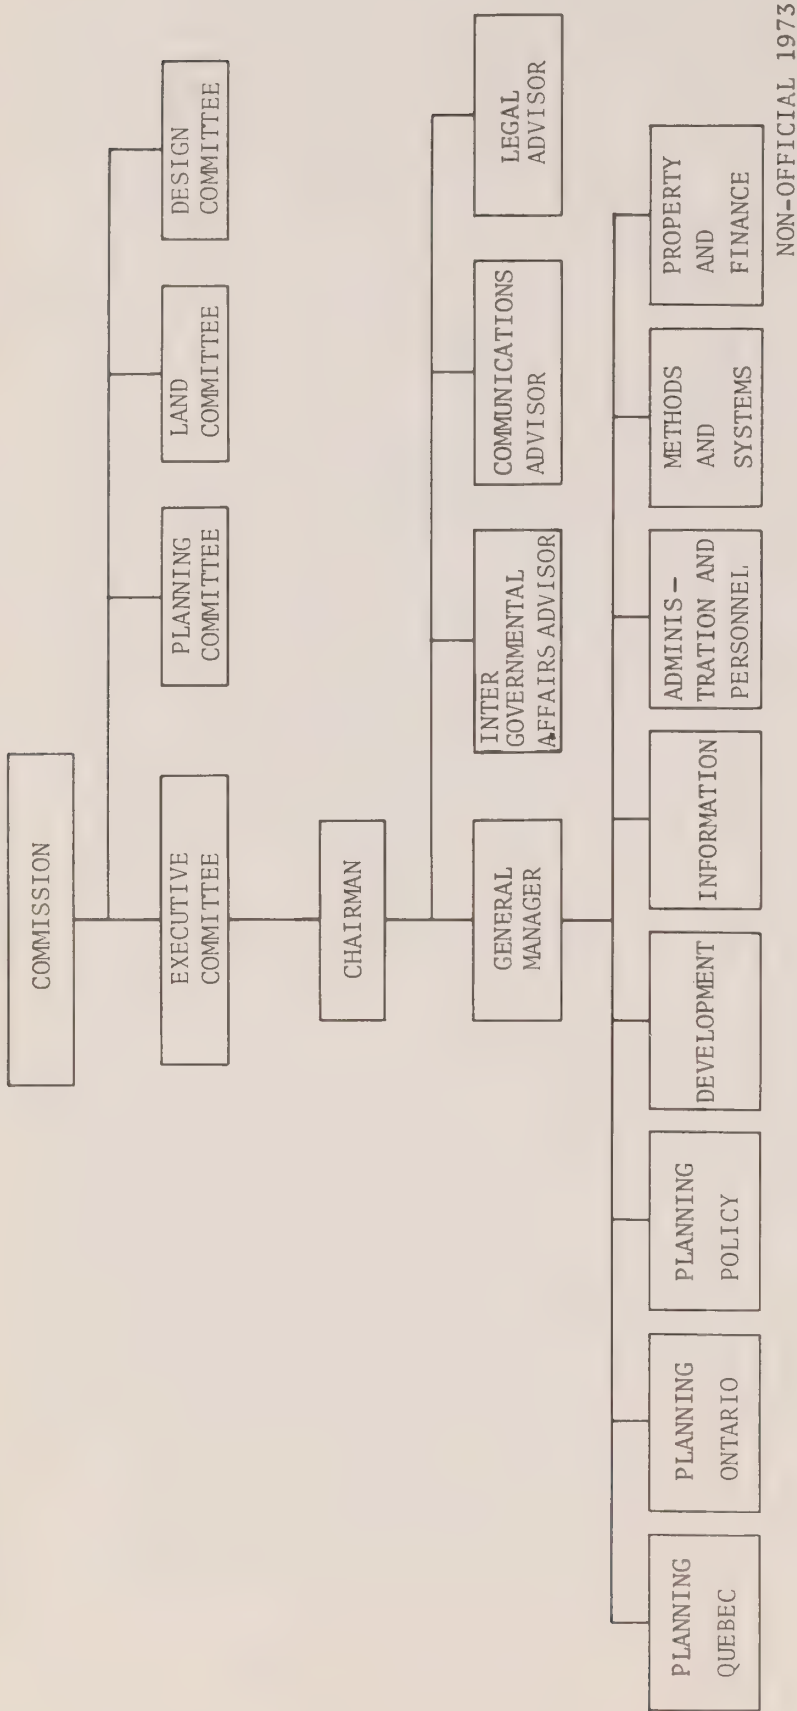 COMMISSION
EXECUTIVE
COMMITTEE
PLANNING
COMMITTEE
LAND
COMMITTEE
DESIGN
COMMITTEE
CHAIRMAN
GENERAL
MANAGER
INTER
GOVERNMENTAL
AFFAIRS ADVISOR
COMMUNICATIONS
ADVISOR
LEGAL
ADVISOR
PLANNING
QUEBEC
PLANNING
ONTARIO
PLANNING
POLICY
DEVELOPMENT
INFORMATION
ADMINIS-
TRATION AND
PERSONNEL
METHODS
AND
SYSTEMS
PROPERTY
AND
FINANCE
NON-OFFICIAL 1973